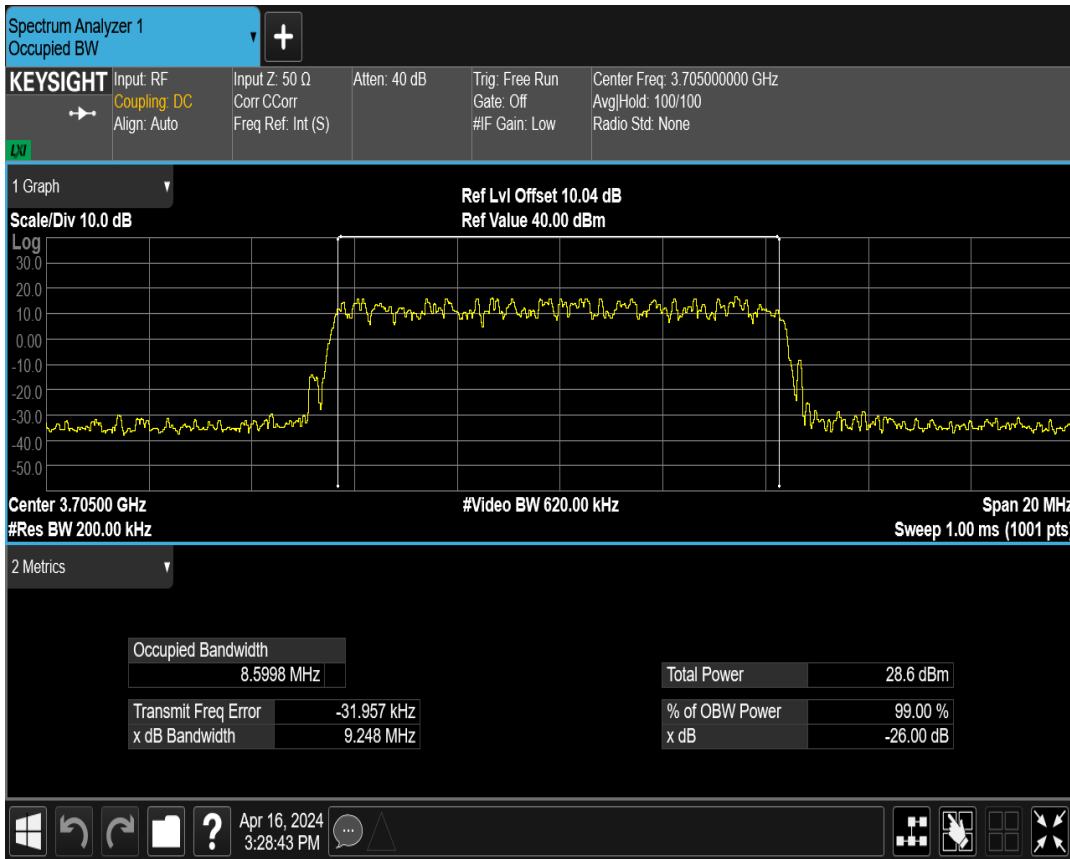 Spectrum Analyzer 1
Occupied BW
+
KEYSIGHT
LXI
Input: RF
Coupling: DC
Align: Auto
Input Z: 50 Ω
Corr CCorr
Freq Ref: Int (S)
Atten: 40 dB
Trig: Free Run
Gate: Off
#IF Gain: Low
Center Freq: 3.705000000 GHz
Avg|Hold: 100/100
Radio Std: None
1 Graph
Scale/Div 10.0 dB
Ref Lvl Offset 10.04 dB
Ref Value 40.00 dBm
Log
30.0
20.0
10.0
0.00
-10.0
-20.0
-30.0
-40.0
-50.0
Center 3.70500 GHz
#Video BW 620.00 kHz
Span 20 MHz
#Res BW 200.00 kHz
Sweep 1.00 ms (1001 pts)
2 Metrics
Occupied Bandwidth
8.5998 MHz
Total Power 28.6 dBm
Transmit Freq Error -31.957 kHz
% of OBW Power 99.00 %
x dB Bandwidth 9.248 MHz
x dB -26.00 dB
?
Apr 16, 2024
3:28:43 PM